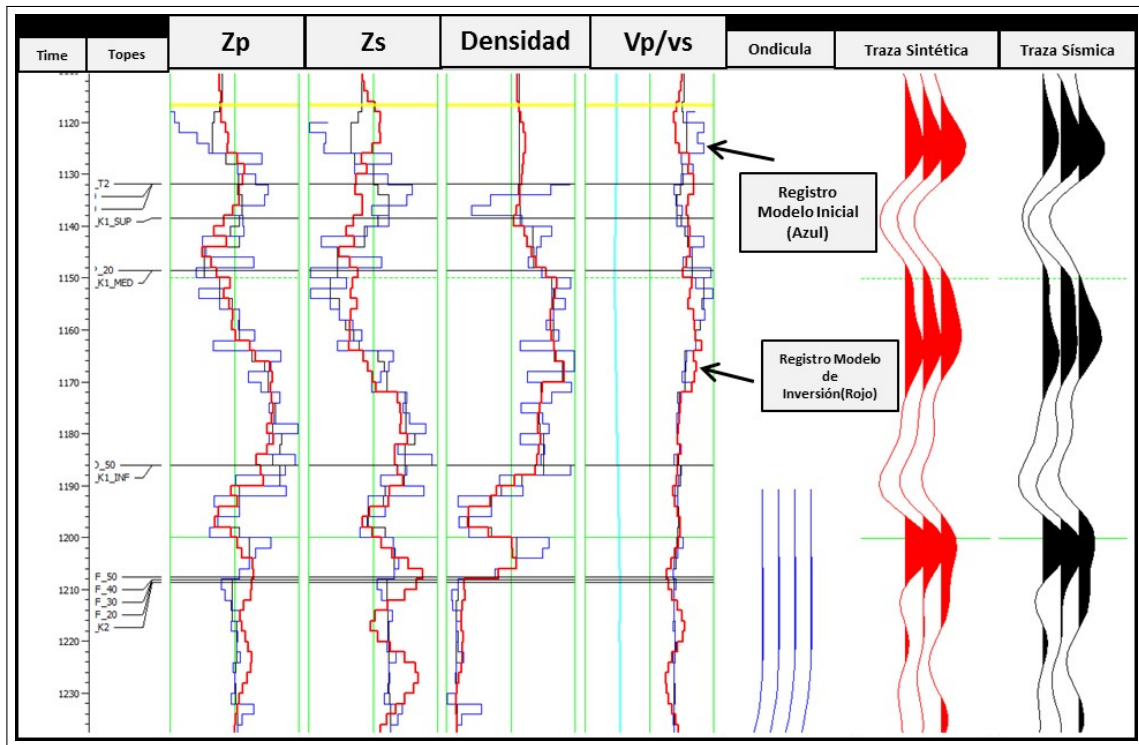 Time
Topes
Zp
Zs
Densidad
Vp/vs
Ondicula
Traza Sintética
Traza Sísmica
1120
1130
_T2
_K1_SUP
1140
_20
1150
_K1_MED
1160
1170
1180
_50
_K1_INF
1190
1200
F_50
F_40
1210
F_30
F_20
_K2
1220
1230
Registro
Modelo Inicial
(Azul)
Registro Modelo
de
Inversión(Rojo)